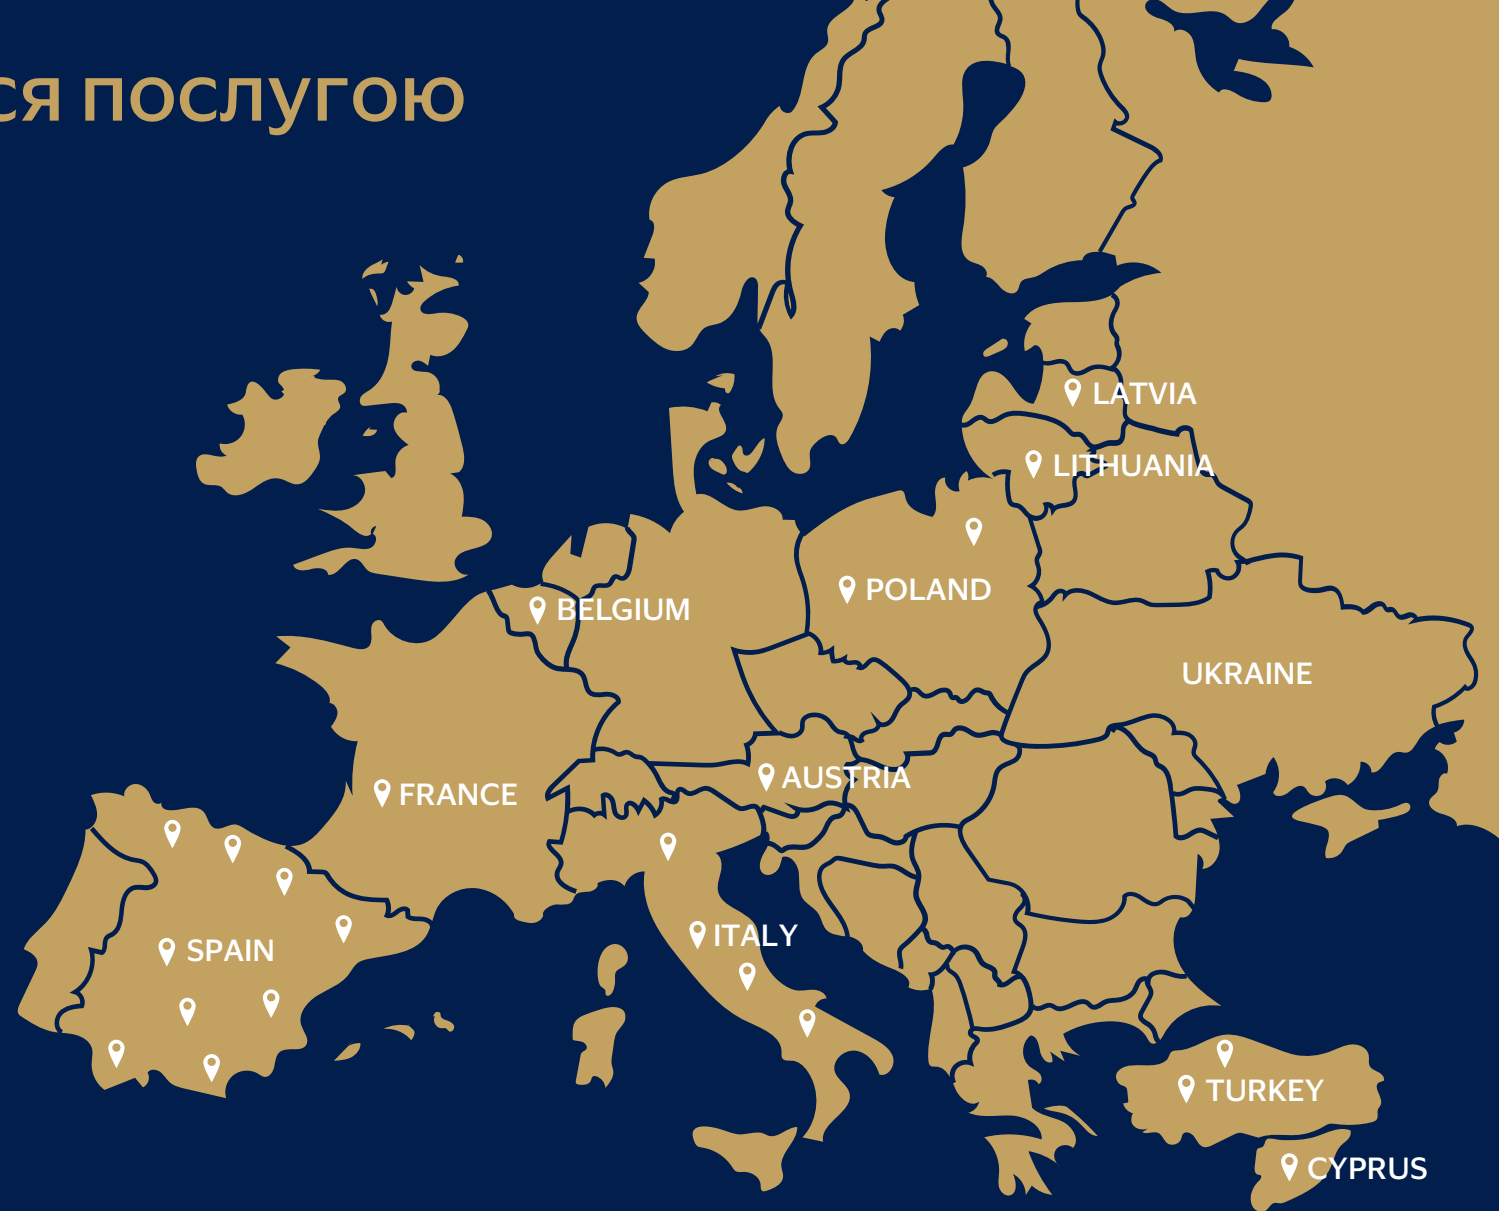 ся послугою
LATVIA
LITHUANIA
POLAND
BELGIUM
UKRAINE
AUSTRIA
FRANCE
ITALY
SPAIN
TURKEY
CYPRUS